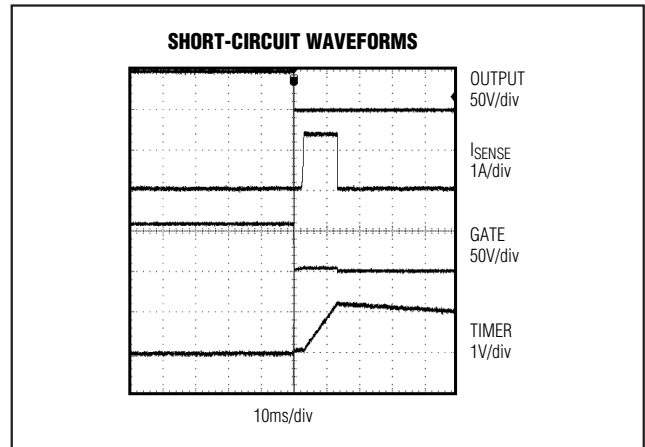 SHORT-CIRCUIT WAVEFORMS
OUTPUT
50V/div
ISENSE
1A/div
GATE
50V/div
TIMER
1V/div
10ms/div